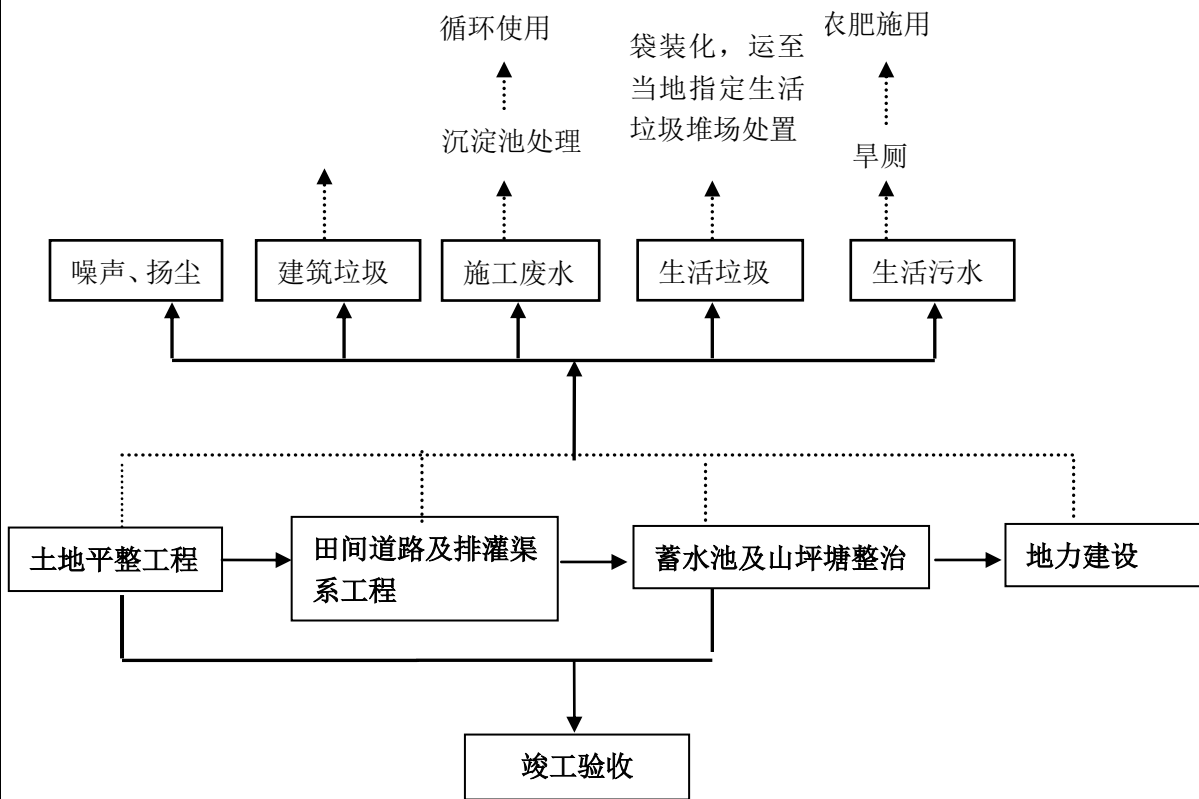 循环使用
袋装化，运至
当地指定生活
垃圾堆场处置
农肥施用
沉淀池处理
旱厕
噪声、扬尘
建筑垃圾
施工废水
生活垃圾
生活污水
土地平整工程
田间道路及排灌渠
系工程
蓄水池及山坪塘整治
地力建设
竣工验收